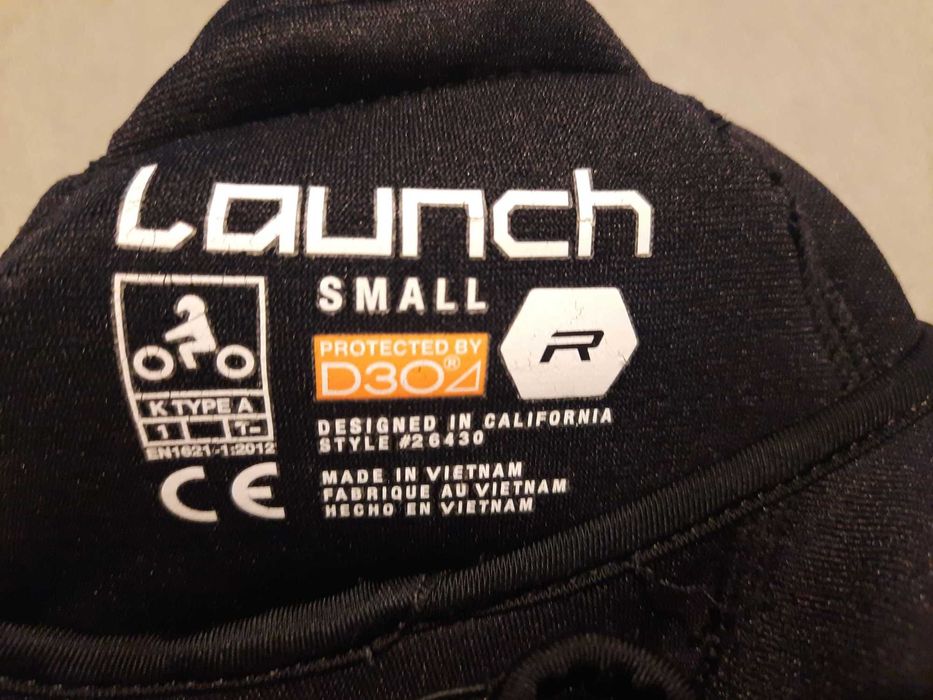 Launch
SMALL
PROTECTED BY
D3O®
R
K TYPE A
1 T-
EN1621-1:2012
CE
DESIGNED IN CALIFORNIA
STYLE #26430
MADE IN VIETNAM
FABRIQUE AU VIETNAM
HECHO EN VIETNAM